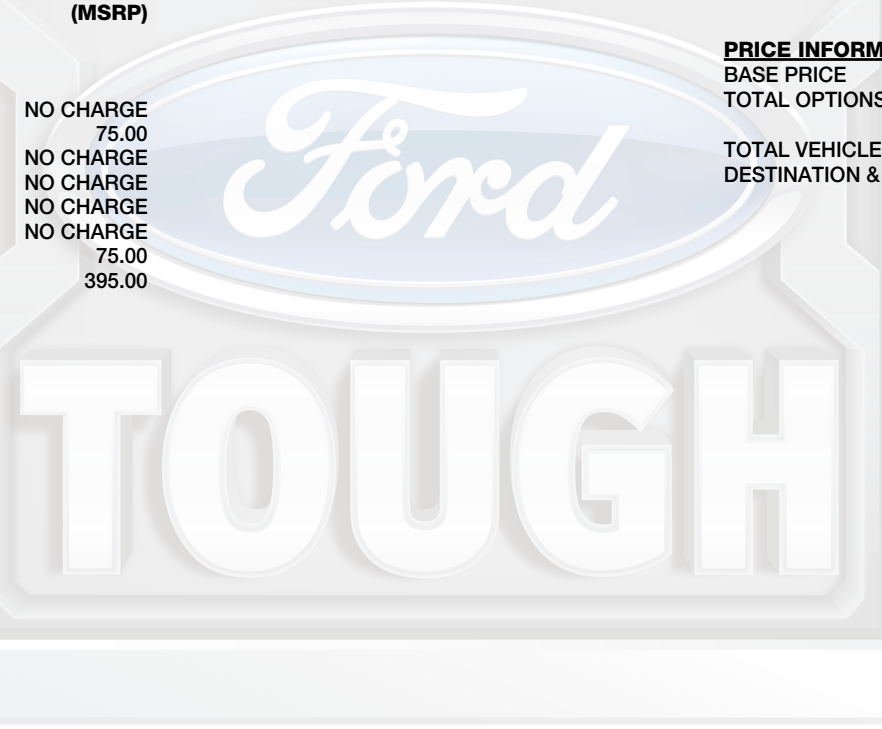 (MSRP)
NO CHARGE
75.00
NO CHARGE
NO CHARGE
NO CHARGE
NO CHARGE
75.00
395.00
PRICE INFORM
BASE PRICE
TOTAL OPTIONS
TOTAL VEHICLE
DESTINATION &
Ford
TOUGH